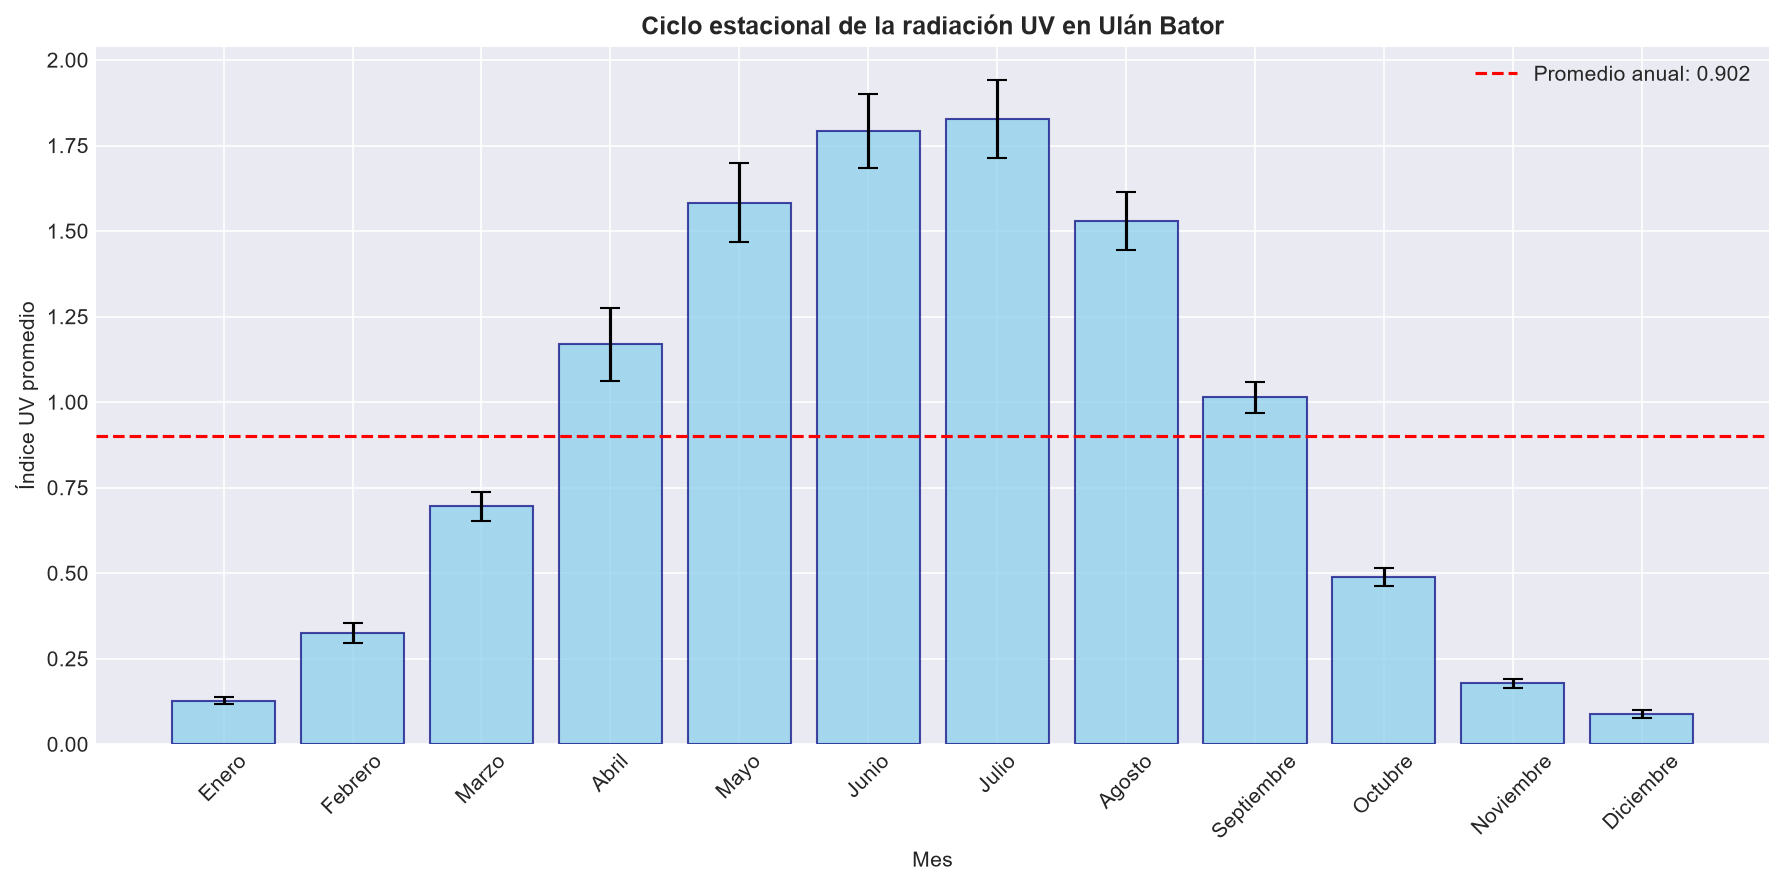 Ciclo estacional de la radiación UV en Ulán Bator
Promedio anual: 0.902
Índice UV promedio
2.00
1.75
1.50
1.25
1.00
0.75
0.50
0.25
0.00
Enero
Febrero
Marzo
Abril
Mayo
Junio
Julio
Agosto
Septiembre
Octubre
Noviembre
Diciembre
Mes